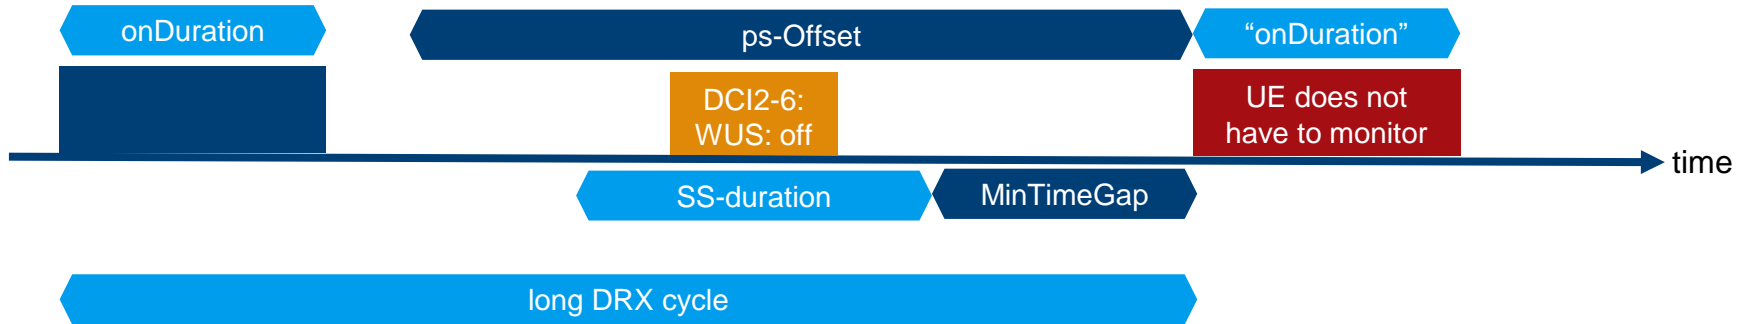 onDuration
ps-Offset
“onDuration”
DCI2-6:
WUS: off
UE does not
have to monitor
time
SS-duration
MinTimeGap
long DRX cycle